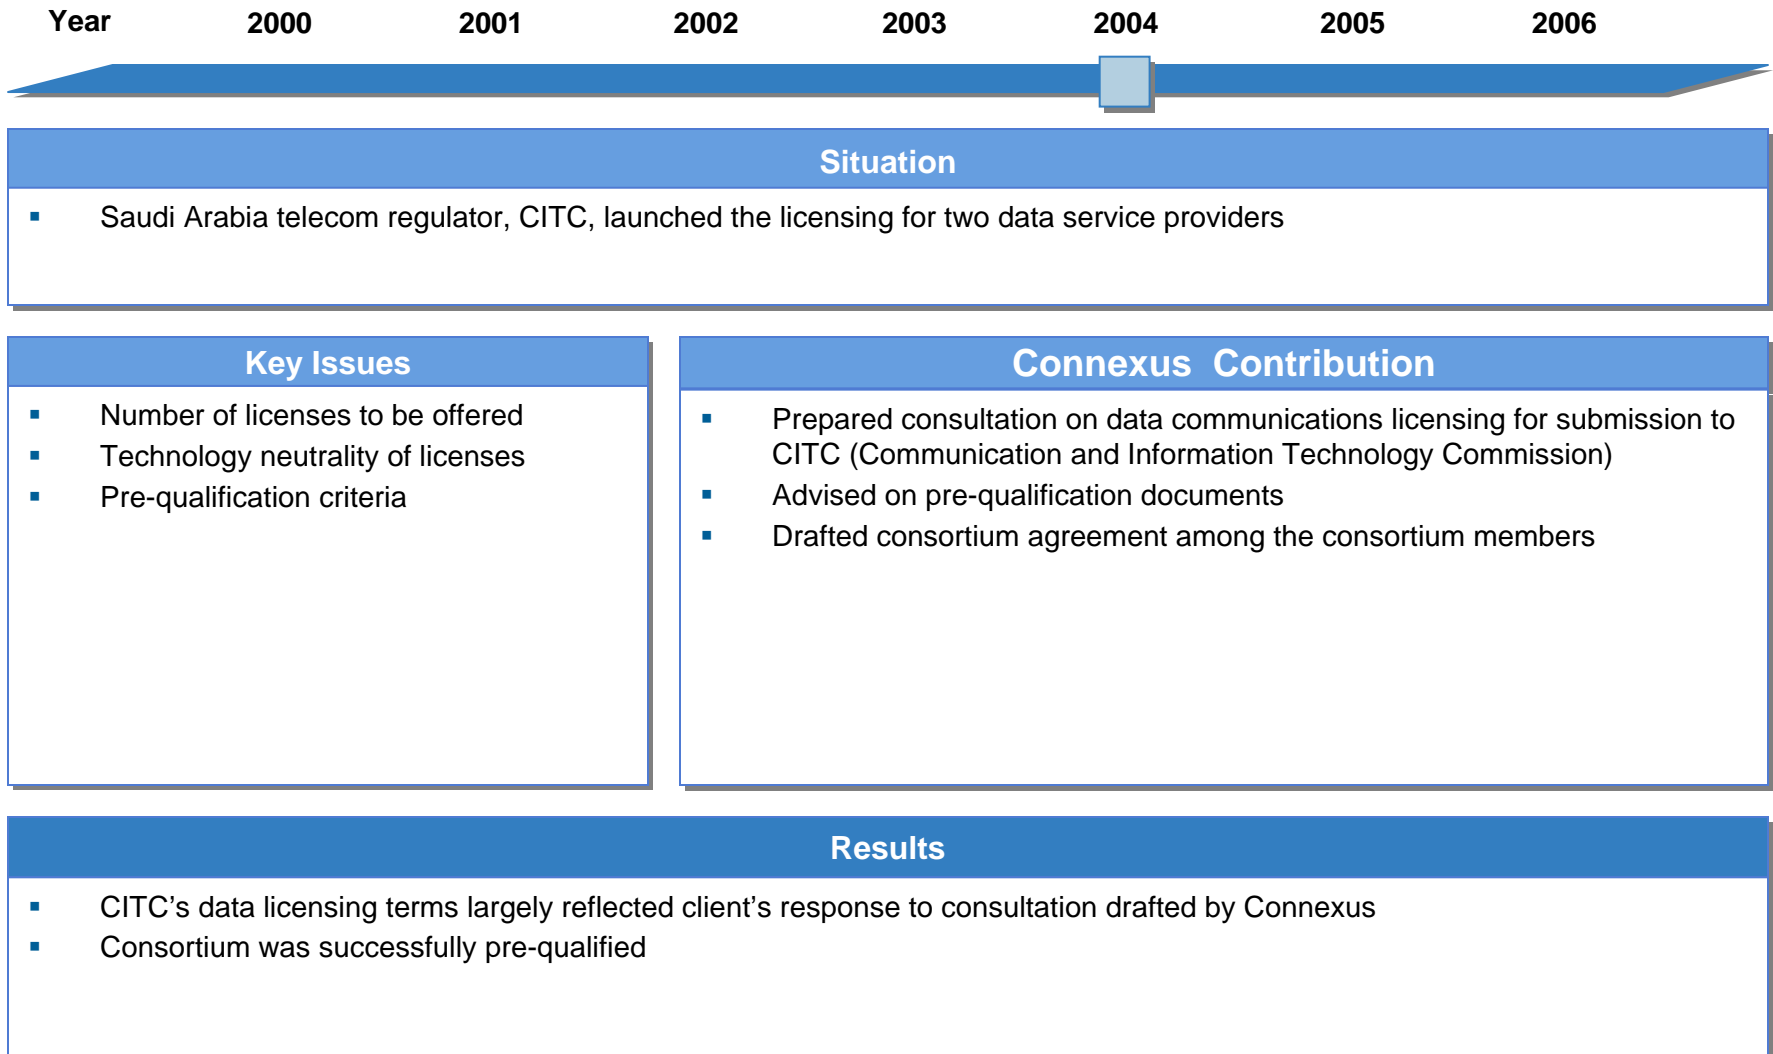 Year 2000 2001 2002 2003 2004 2005 2006
Situation
▪ Saudi Arabia telecom regulator, CITC, launched the licensing for two data service providers
Key Issues
▪ Number of licenses to be offered
▪ Technology neutrality of licenses
▪ Pre-qualification criteria
Connexus Contribution
▪ Prepared consultation on data communications licensing for submission to
CITC (Communication and Information Technology Commission)
▪ Advised on pre-qualification documents
▪ Drafted consortium agreement among the consortium members
Results
▪ CITC’s data licensing terms largely reflected client’s response to consultation drafted by Connexus
▪ Consortium was successfully pre-qualified